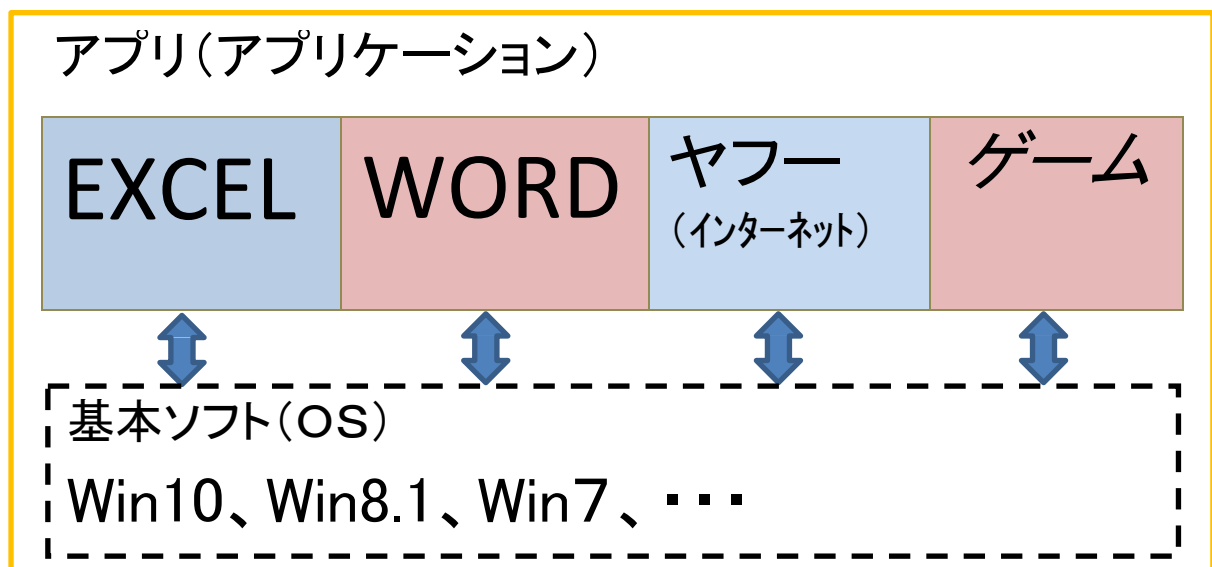 アプリ(アプリケーション)
EXCEL
WORD
ヤフー
(インターネット)
ゲーム
基本ソフト(OS)
Win10、Win8.1、Win7、・・・